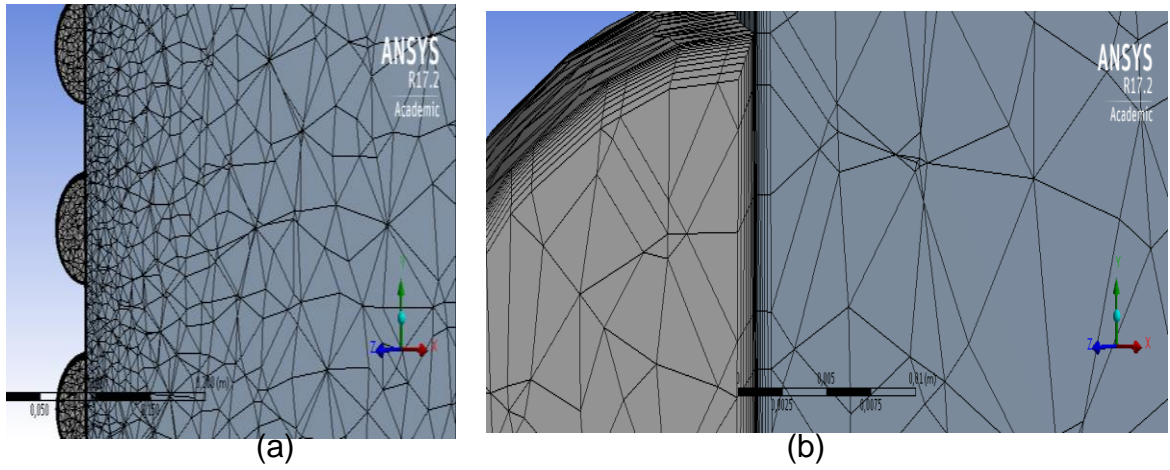 ANSYS
R17.2
Academic
Y
Z
X
0,050
0,150
(a)
ANSYS
R17.2
Academic
Y
Z
X
0
0,005
0,01 (m)
0,0025
0,0075
(b)